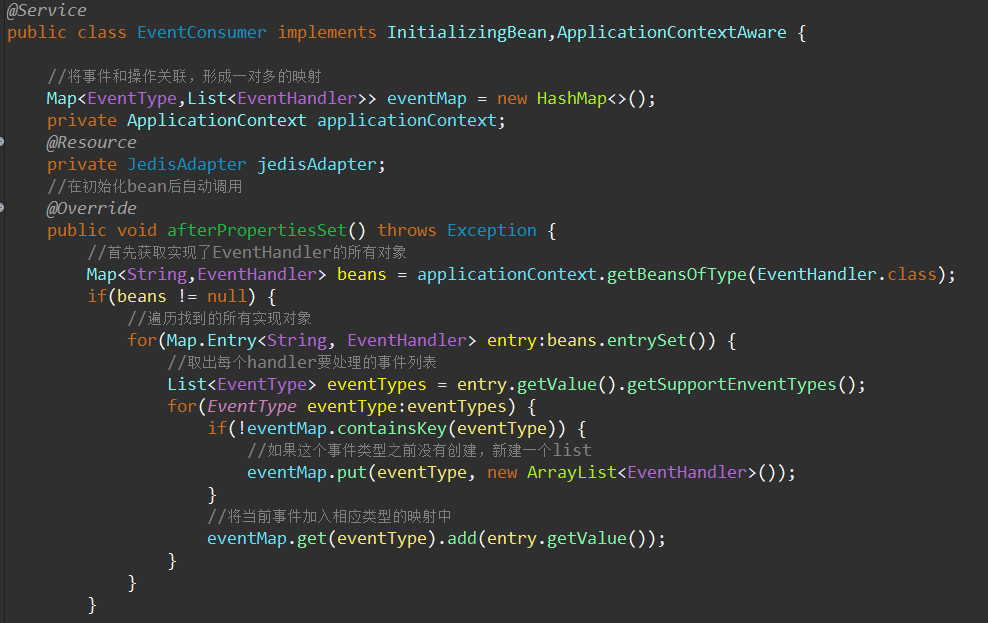 @Service
public class EventConsumer implements InitializingBean,ApplicationContextAware {
//将事件和操作关联，形成一对多的映射
Map<EventType,List<EventHandler>> eventMap = new HashMap<>();
private ApplicationContext applicationContext;
@Resource
private JedisAdapter jedisAdapter;
//在初始化bean后自动调用
@Override
public void afterPropertiesSet() throws Exception {
//首先获取实现了EventHandler的所有对象
Map<String,EventHandler> beans = applicationContext.getBeansOfType(EventHandler.class);
if(beans != null) {
//遍历找到的所有实现对象
for(Map.Entry<String, EventHandler> entry:beans.entrySet()) {
//取出每个handler要处理的事件列表
List<EventType> eventTypes = entry.getValue().getSupportEnventTypes();
for(EventType eventType:eventTypes) {
if(!eventMap.containsKey(eventType)) {
//如果这个事件类型之前没有创建，新建一个list
eventMap.put(eventType, new ArrayList<EventHandler>());
}
//将当前事件加入相应类型的映射中
eventMap.get(eventType).add(entry.getValue());
}
}
}